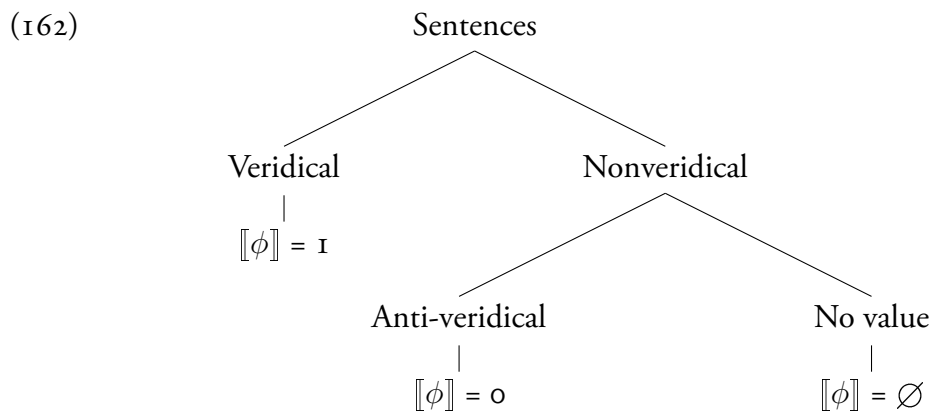 (162) Sentences
Veridical Nonveridical
⟦ϕ⟧ = 1
Anti-veridical No value
⟦ϕ⟧ = 0 ⟦ϕ⟧ = ∅